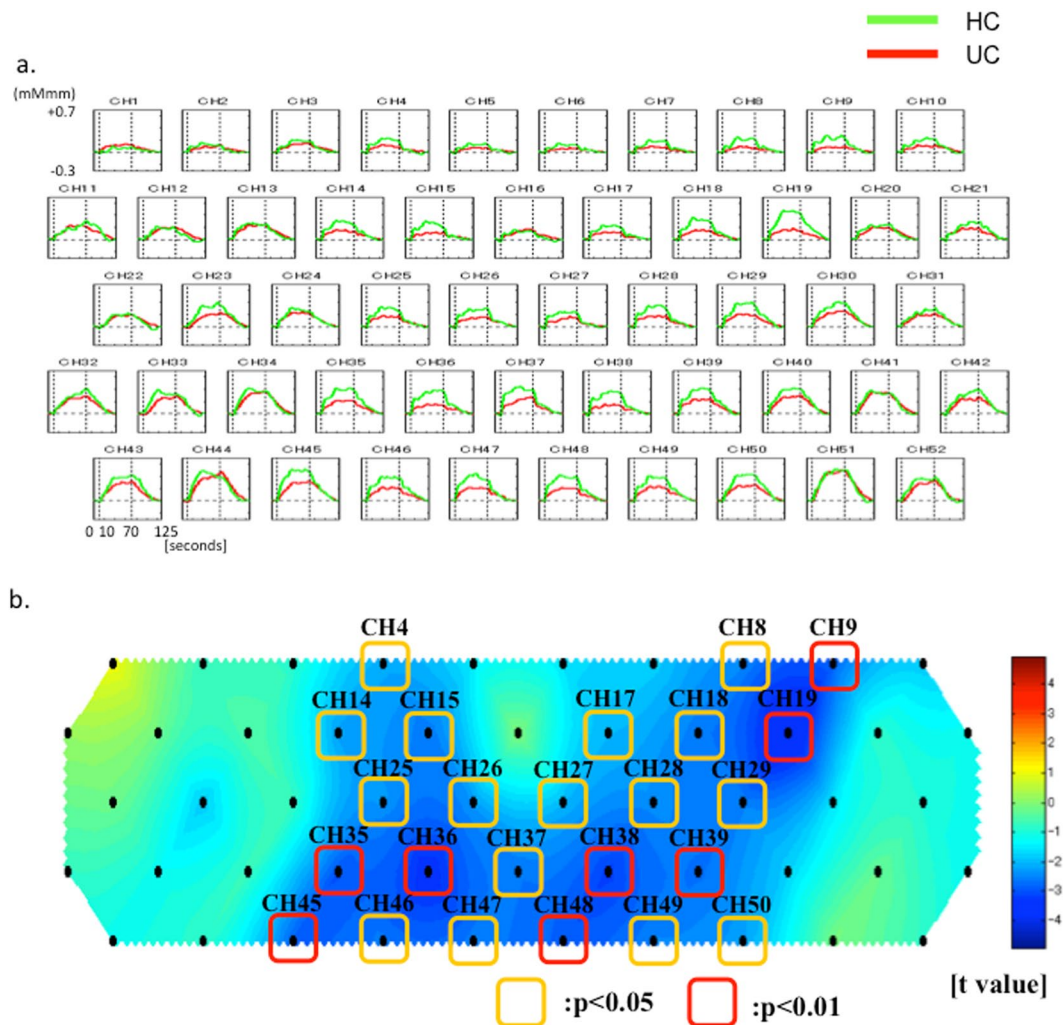 HC
UC
a.
(mMmm)
+0.7
-0.3
CH1 CH2 CH3 CH4 CH5 CH6 CH7 CH8 CH9 CH10
CH11 CH12 CH13 CH14 CH15 CH16 CH17 CH18 CH19 CH20 CH21
CH22 CH23 CH24 CH25 CH26 CH27 CH28 CH29 CH30 CH31
CH32 CH33 CH34 CH35 CH36 CH37 CH38 CH39 CH40 CH41 CH42
CH43 CH44 CH45 CH46 CH47 CH48 CH49 CH50 CH51 CH52
0 10 70 125
[seconds]
b.
CH4 CH8 CH9
CH14 CH15 CH17 CH18 CH19
CH25 CH26 CH27 CH28 CH29
CH35 CH36 CH37 CH38 CH39
CH45 CH46 CH47 CH48 CH49 CH50
4
3
2
1
0
-1
-2
-3
-4
[t value]
:p<0.05 :p<0.01